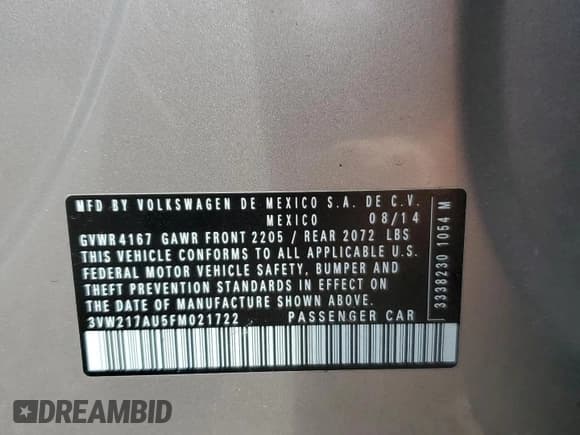 MFD BY VOLKSWAGEN DE MEXICO S.A. DE C.V.
MEXICO 08/14
GVWR 4167 GAWR FRONT 2205 / REAR 2072 LBS
THIS VEHICLE CONFORMS TO ALL APPLICABLE U.S.
FEDERAL MOTOR VEHICLE SAFETY, BUMPER AND
THEFT PREVENTION STANDARDS IN EFFECT ON
THE DATE OF MANUFACTURE SHOWN ABOVE.
3VW217AU5FM021722 PASSENGER CAR
3338230 1054 M
DREAMBID